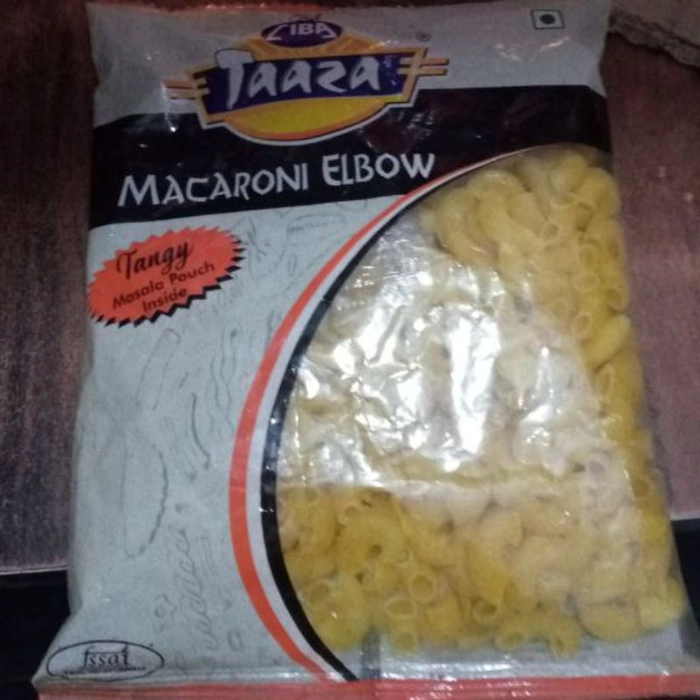 CIBA
Taaza
®
MACARONI ELBOW
Tangy
Masala Pouch
Inside
fssai